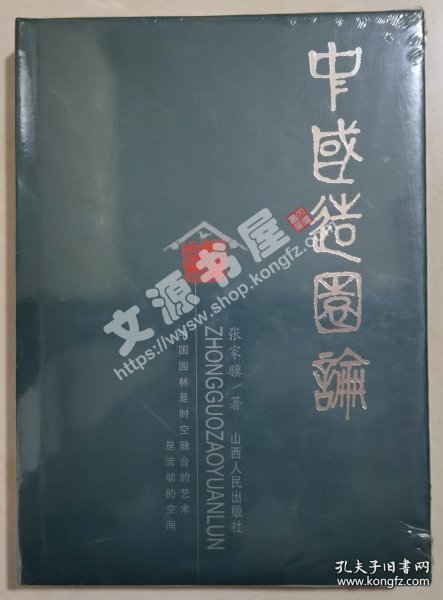 中國造園論
张家骥／著 山西人民出版社
ZHONGGUOZAOYUANLUN
国园林是时空融合的艺术
是流动的空间
文源书屋
https://wysw.shop.kongfz.com
孔夫子旧书网
kongfz.com